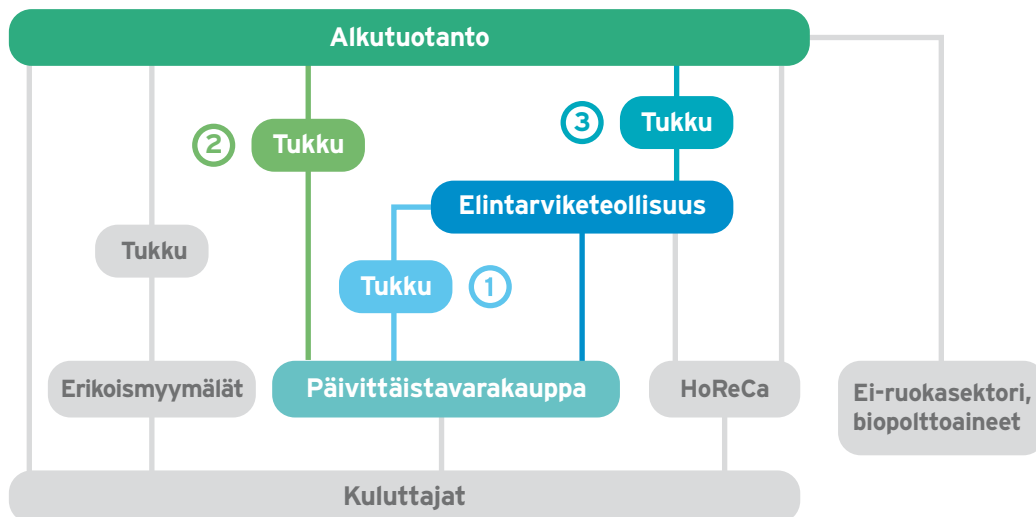 Alkutuotanto
2
Tukku
3
Tukku
Elintarviketeollisuus
Tukku
Tukku
1
Erikoismyymälät
Päivittäistavarakauppa
HoReCa
Ei-ruokasektori,
biopolttoaineet
Kuluttajat